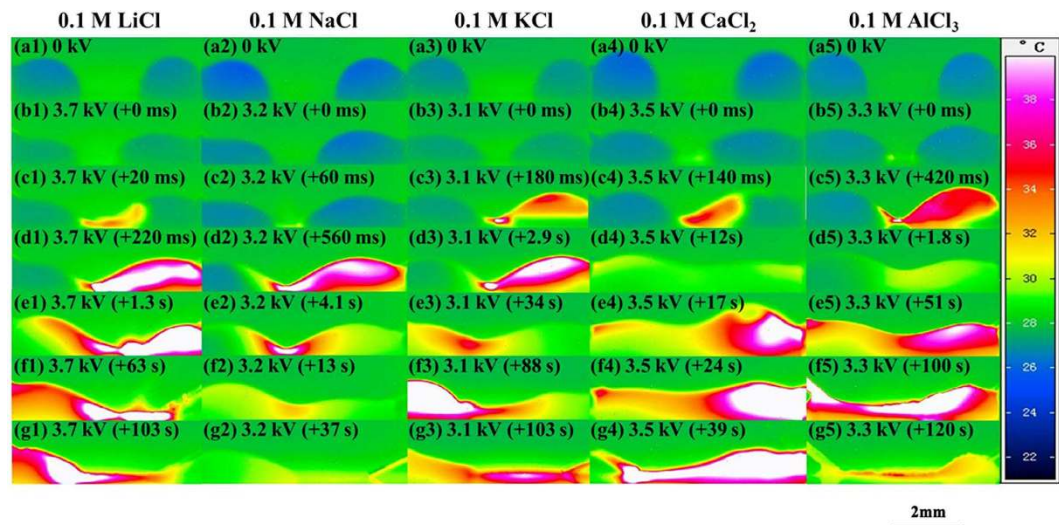 0.1 M LiCl 0.1 M NaCl 0.1 M KCl 0.1 M CaCl₂ 0.1 M AlCl₃
(a1) 0 kV (a2) 0 kV (a3) 0 kV (a4) 0 kV (a5) 0 kV ° C
(b1) 3.7 kV (+0 ms) (b2) 3.2 kV (+0 ms) (b3) 3.1 kV (+0 ms) (b4) 3.5 kV (+0 ms) (b5) 3.3 kV (+0 ms) 38
(c1) 3.7 kV (+20 ms) (c2) 3.2 kV (+60 ms) (c3) 3.1 kV (+180 ms) (c4) 3.5 kV (+140 ms) (c5) 3.3 kV (+420 ms) 36
34
(d1) 3.7 kV (+220 ms) (d2) 3.2 kV (+560 ms) (d3) 3.1 kV (+2.9 s) (d4) 3.5 kV (+12s) (d5) 3.3 kV (+1.8 s) 32
30
(e1) 3.7 kV (+1.3 s) (e2) 3.2 kV (+4.1 s) (e3) 3.1 kV (+34 s) (e4) 3.5 kV (+17 s) (e5) 3.3 kV (+51 s) 28
(f1) 3.7 kV (+63 s) (f2) 3.2 kV (+13 s) (f3) 3.1 kV (+88 s) (f4) 3.5 kV (+24 s) (f5) 3.3 kV (+100 s) 26
24
(g1) 3.7 kV (+103 s) (g2) 3.2 kV (+37 s) (g3) 3.1 kV (+103 s) (g4) 3.5 kV (+39 s) (g5) 3.3 kV (+120 s) 22
2mm